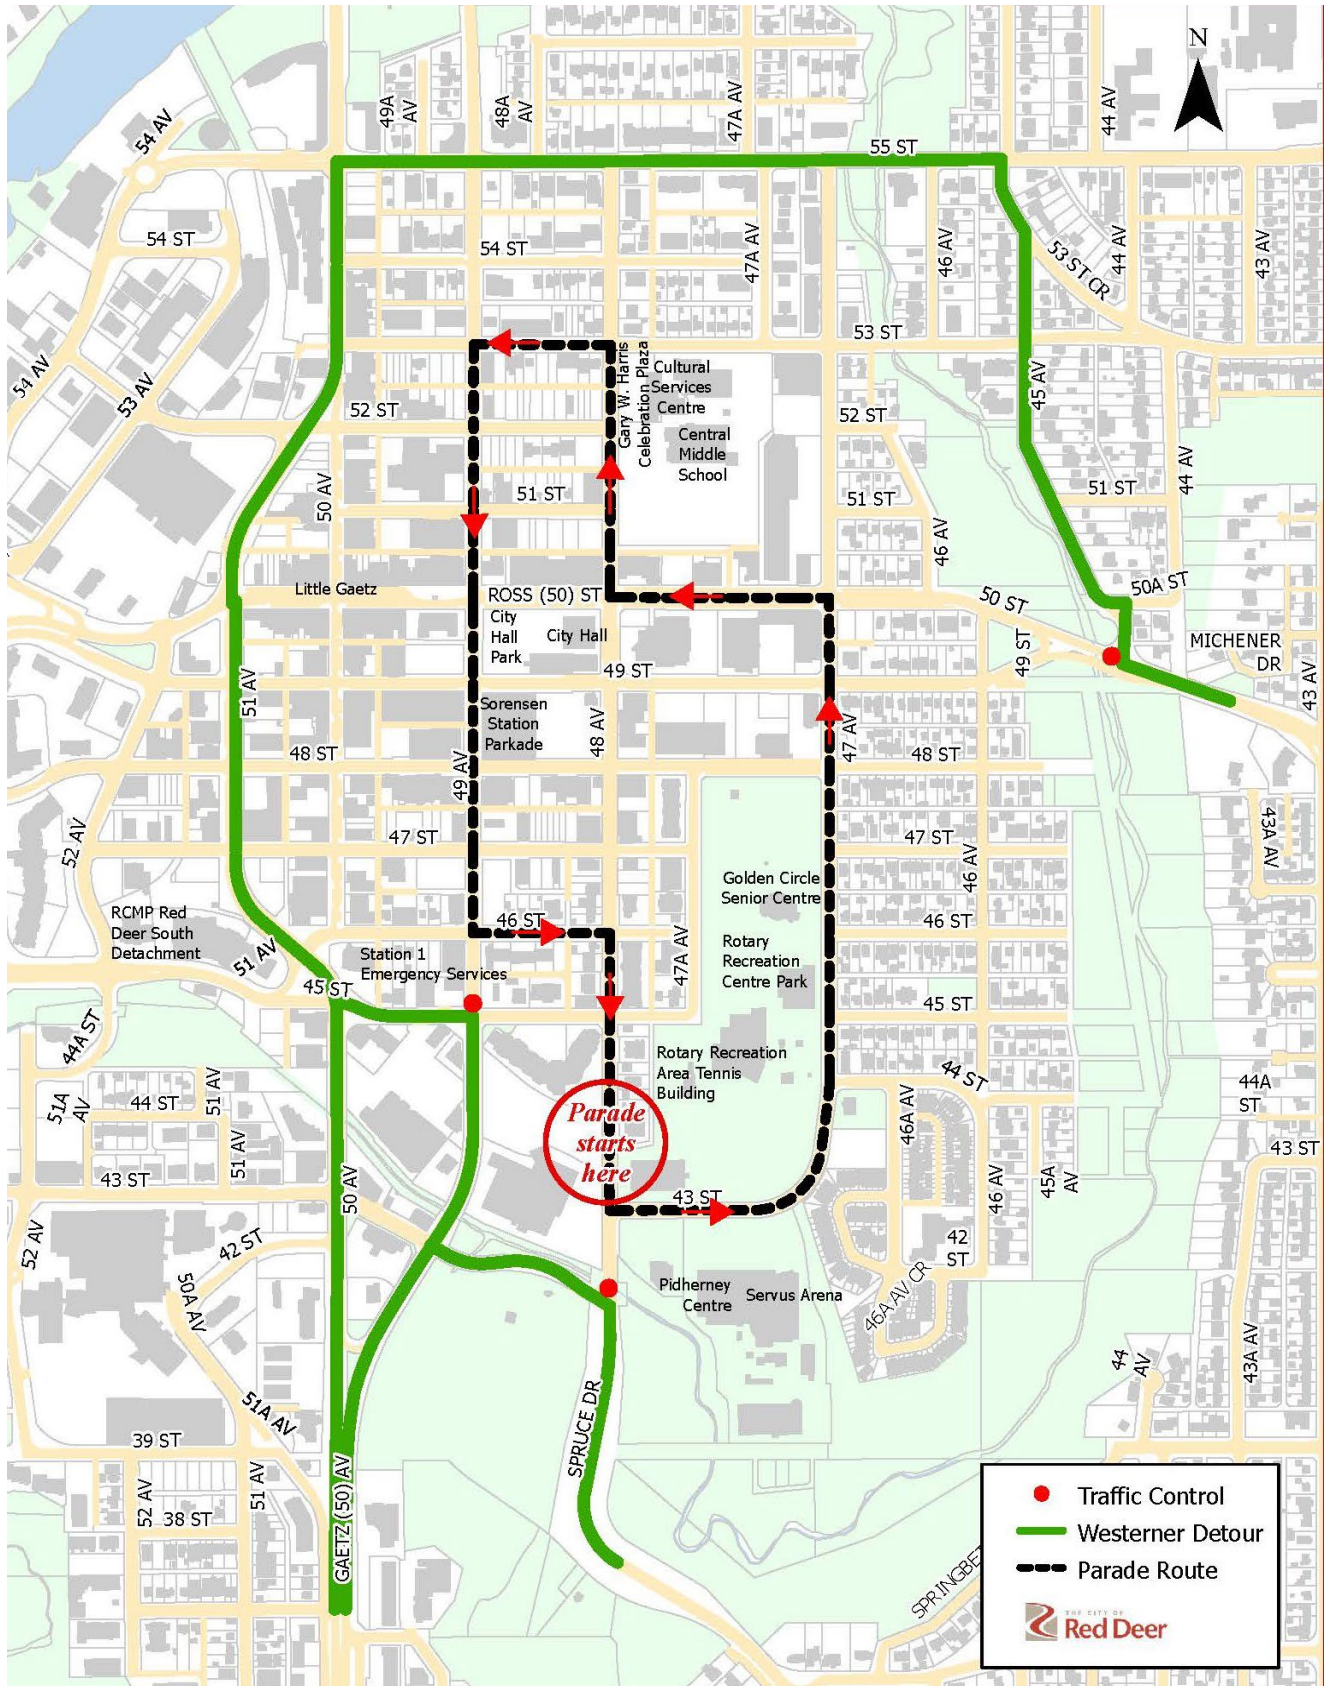 N
49A
AV
48A
AV
47A AV
44 AV
54 AV
55 ST
54 ST
54 ST
47A AV
46 AV
53 ST CR
44 AV
43 AV
53 ST
54 AV
53 AV
52 ST
Gary W. Harris
Celebration Plaza
Cultural
Services
Centre
Central
Middle
School
52 ST
45 AV
50 AV
51 ST
51 ST
46 AV
51 ST
44 AV
Little Gaetz
ROSS (50) ST
City
Hall
Park
City Hall
50 ST
50A ST
49 ST
49 ST
MICHENER
DR
43 AV
51 AV
Sorensen
Station
Parkade
48 AV
47 AV
48 ST
48 ST
49 AV
52 AV
47 ST
47 ST
46 AV
43A AV
Golden Circle
Senior Centre
RCMP Red
Deer South
Detachment
46 ST
46 ST
51 AV
Station 1
Emergency Services
47A AV
Rotary
Recreation
Centre Park
45 ST
45 ST
44A ST
Rotary Recreation
Area Tennis
Building
44 ST
44A
ST
51A
AV
44 ST
51 AV
51 AV
Parade
starts
here
46A AV
43 ST
43 ST
50 AV
43 ST
46 AV
45A
AV
52 AV
42 ST
42
ST
50A AV
Pidherney
Centre
Servus Arena
46A AV CR
44
AV
43A AV
51A AV
SPRUCE DR
39 ST
52 AV
51 AV
38 ST
GAETZ (50) AV
Traffic Control
Westerner Detour
Parade Route
THE CITY OF
Red Deer